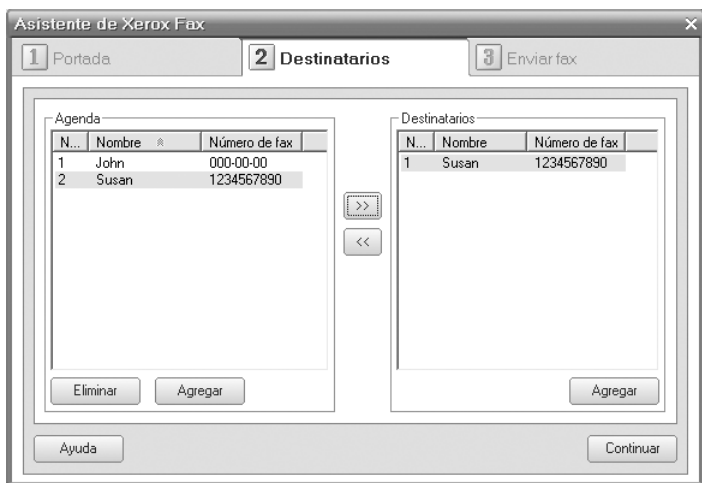 Asistente de Xerox Fax
1 Portada 2 Destinatarios 3 Enviar fax
Agenda
N... Nombre Número de fax
1 John 000-00-00
2 Susan 1234567890
Eliminar Agregar
>>
<<
Destinatarios
N... Nombre Número de fax
1 Susan 1234567890
Agregar
Ayuda Continuar